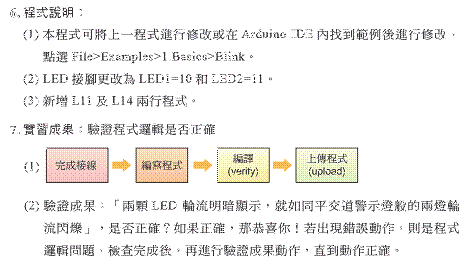 6. 程式說明：
(1) 本程式可將上一程式進行修改或在 Arduino IDE 內找到範例後進行修改，
點選 File>Examples>1.Basics>Blink。
(2) LED 接腳更改為 LED1=10 和 LED2=11。
(3) 新增 L11 及 L14 兩行程式。
7. 實習成果：驗證程式邏輯是否正確
(1) 完成接線 編寫程式 編譯 (verify) 上傳程式 (upload)
(2) 驗證成果：「兩顆 LED 輪流明暗顯示，就如同平交道警示燈般的兩燈輪
流閃爍」，是否正確？如果正確，那恭喜你！若出現錯誤動作，則是程式
邏輯問題，檢查完成後，再進行驗證成果動作，直到動作正確。